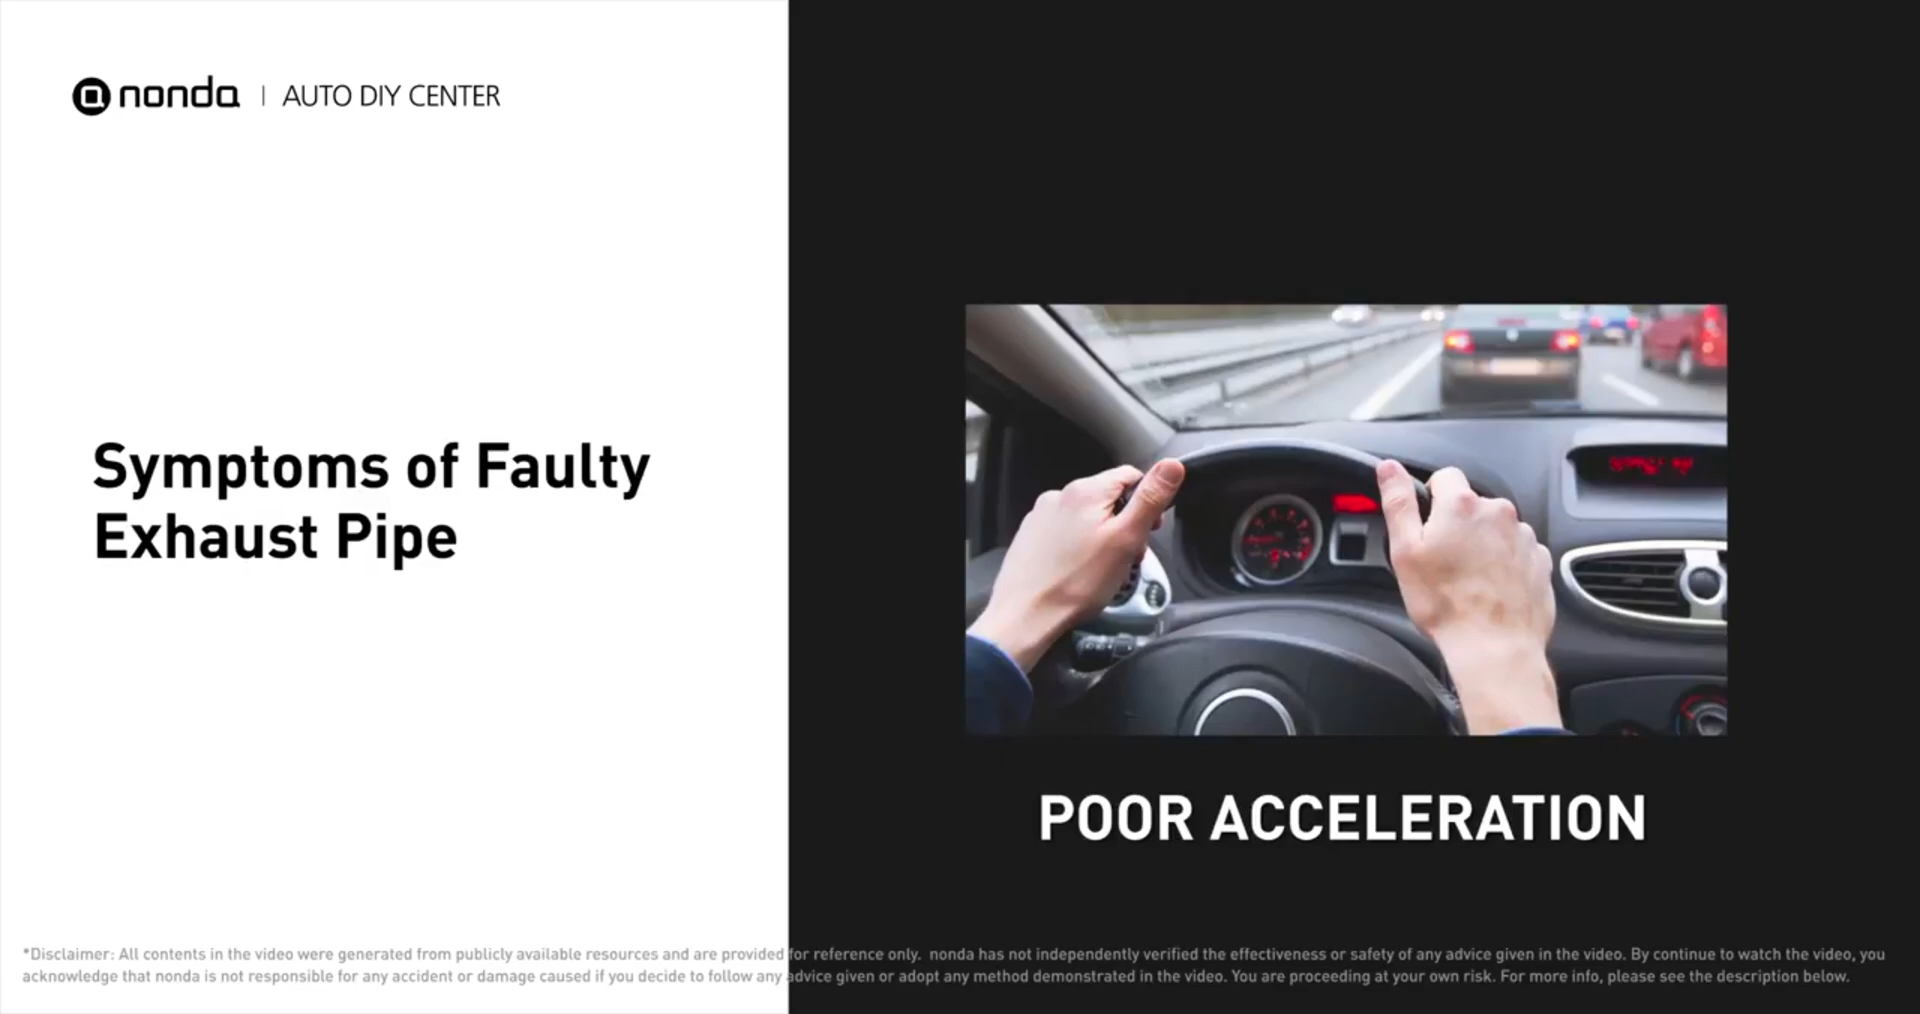 nonda | AUTO DIY CENTER
Symptoms of Faulty
Exhaust Pipe
POOR ACCELERATION
*Disclaimer: All contents in the video were generated from publicly available resources and are provided for reference only. nonda has not independently verified the effectiveness or safety of any advice given in the video. By continue to watch the video, you
acknowledge that nonda is not responsible for any accident or damage caused if you decide to follow any advice given or adopt any method demonstrated in the video. You are proceeding at your own risk. For more info, please see the description below.